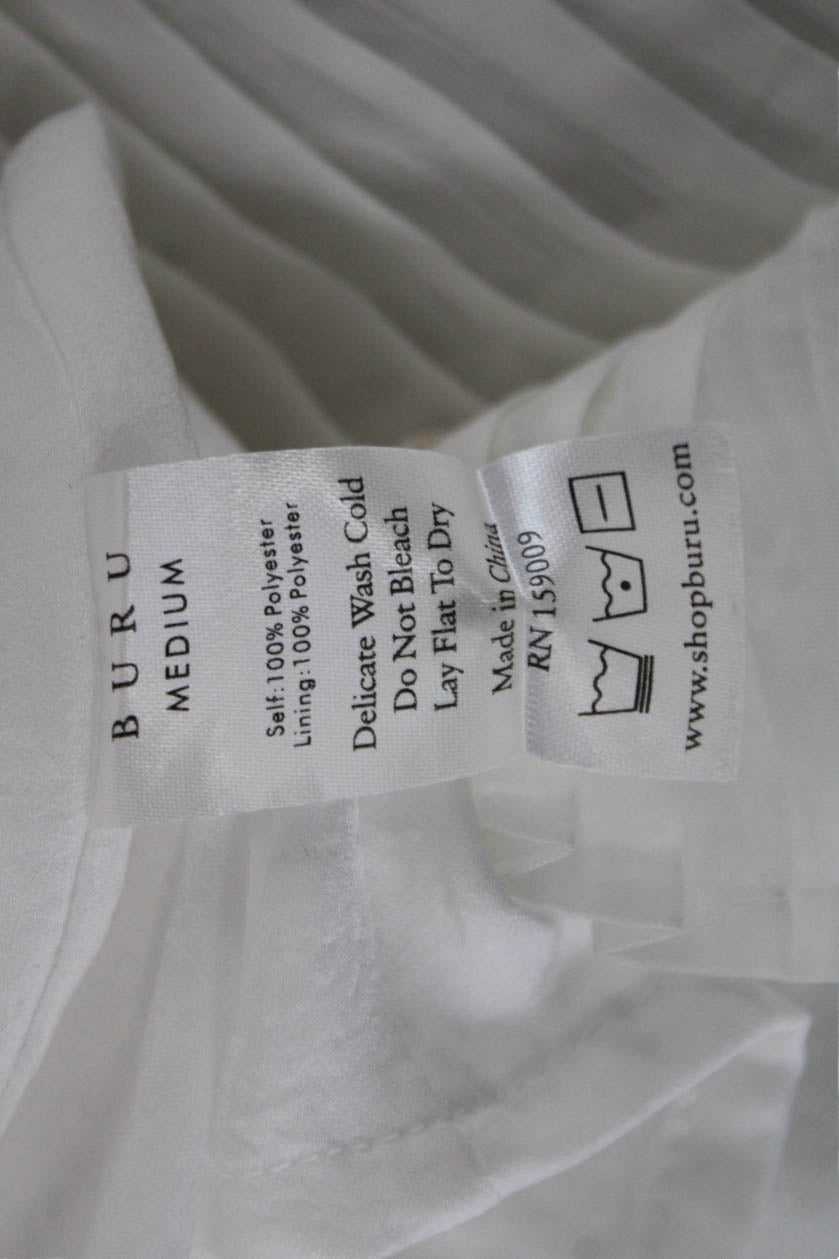 BURU
MEDIUM
Self:100% Polyester
Lining:100% Polyester
Delicate Wash Cold
Do Not Bleach
Lay Flat To Dry
Made in China
RN 159009
www.shopburu.com